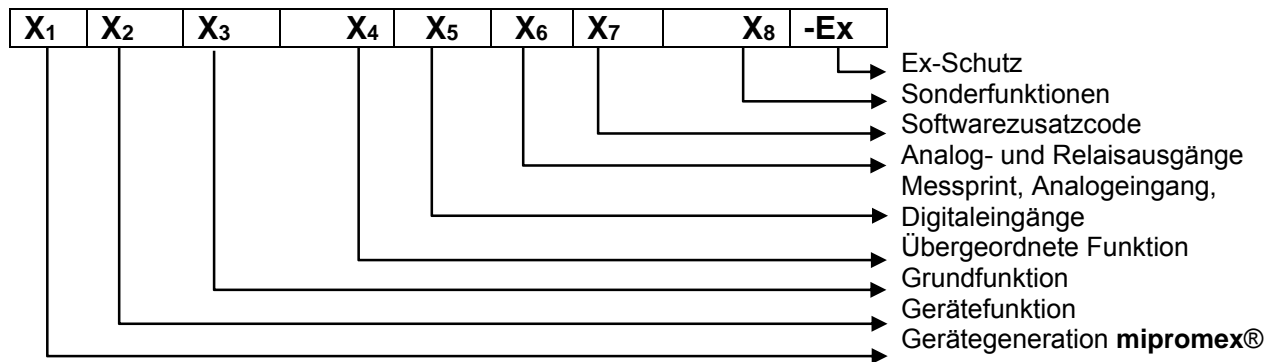 X1 X2 X3 X4 X5 X6 X7 X8 -Ex
Ex-Schutz
Sonderfunktionen
Softwarezusatzcode
Analog- und Relaisausgänge
Messprint, Analogeingang,
Digitaleingänge
Übergeordnete Funktion
Grundfunktion
Gerätefunktion
Gerätegeneration mipromex®